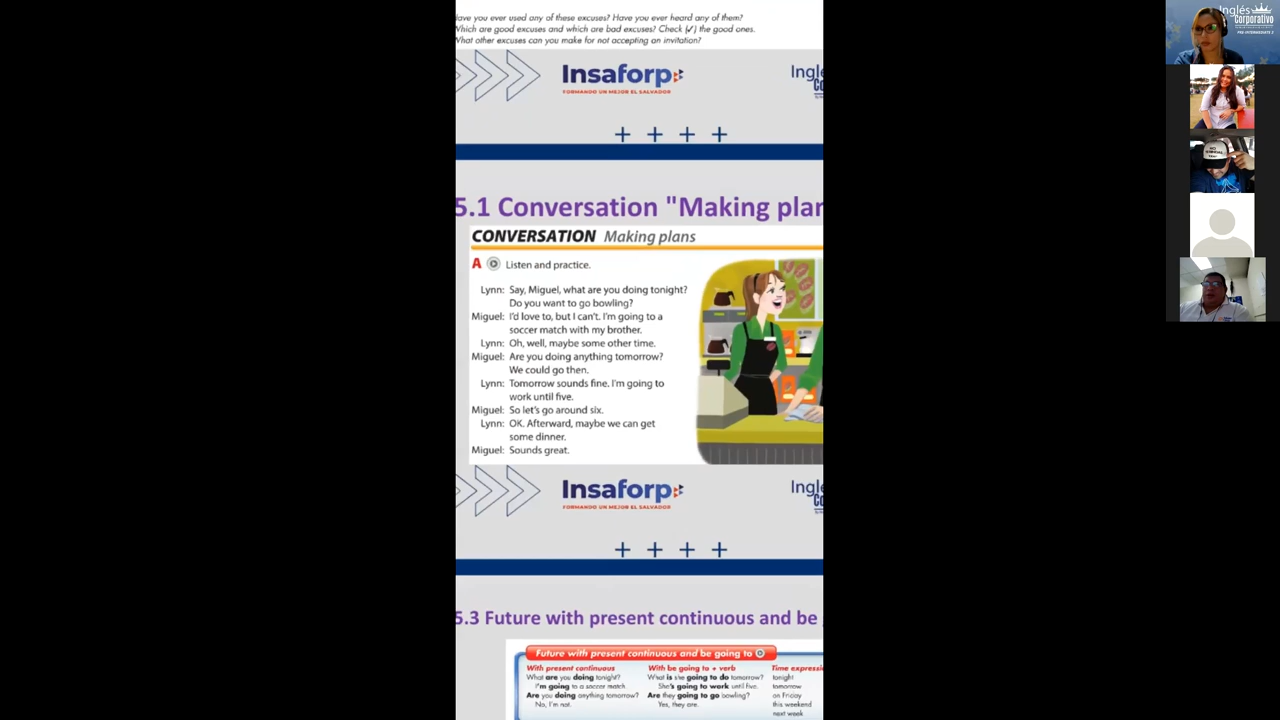 ave you ever used any of these excuses? Have you ever heard any of them?
Which are good excuses and which are bad excuses? Check (✓) the good ones.
What other excuses can you make for not accepting an invitation?
Insaforp
FORMANDO UN MEJOR EL SALVADOR
Ingl
++++
5.1 Conversation "Making plan
CONVERSATION Making plans
A Listen and practice.
Lynn: Say, Miguel, what are you doing tonight?
Do you want to go bowling?
Miguel: I'd love to, but I can't. I'm going to a
soccer match with my brother.
Lynn: Oh, well, maybe some other time.
Miguel: Are you doing anything tomorrow?
We could go then.
Lynn: Tomorrow sounds fine. I'm going to
work until five.
Miguel: So let's go around six.
Lynn: OK. Afterward, maybe we can get
some dinner.
Miguel: Sounds great.
Insaforp
FORMANDO UN MEJOR EL SALVADOR
Ingl
++++
5.3 Future with present continuous and be
Future with present continuous and be going to
With present continuous With be going to + verb Time expressi
What are you doing tonight? What is she going to do tomorrow? tonight
I'm going to a soccer match. She's going to work until five. tomorrow
Are you doing anything tomorrow? Are they going to go bowling? on Friday
No, I'm not. Yes, they are. this weekend
next week
Inglés
Corporativo
PRE-INTERMEDIATE 2